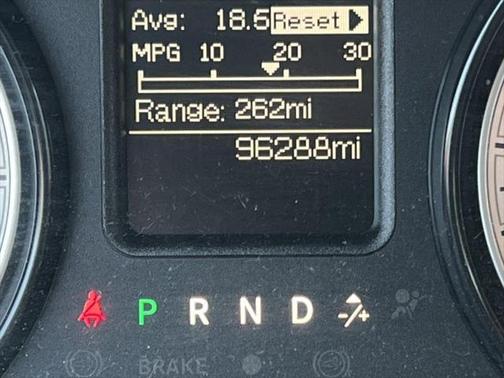 Avg: 18.5 Reset
MPG 10 20 30
Range: 262mi
96288mi
P R N D -/+
BRAKE